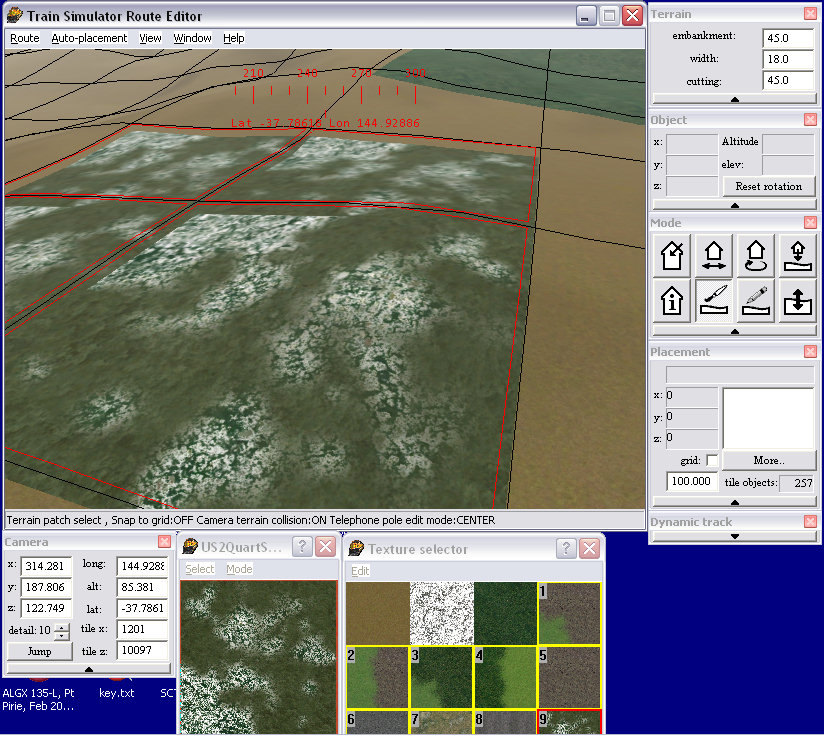 Train Simulator Route Editor
Route Auto-placement View Window Help
210 240 270 280
Lat -37.78618 Lon 144.92886
Terrain patch select , Snap to grid:OFF Camera terrain collision:ON Telephone pole edit mode:CENTER
Terrain
embankment: 45.0
width: 18.0
cutting: 45.0
Object
x: Altitude
y: elev:
z: Reset rotation
Mode
Placement
x: 0
y: 0
z: 0
grid: More..
100.000 tile objects: 257
Dynamic track
Camera
x: 314.281 long: 144.928
y: 187.806 alt: 85.381
z: 122.749 lat: -37.7861
detail: 10 tile x: 1201
Jump tile z: 10097
US2QuartS...
Select Mode
Texture selector
Edit
1
2 3 4 5
6 7 8 9
ALGX 135-L, Pt
Pirie, Feb 20...
key.txt